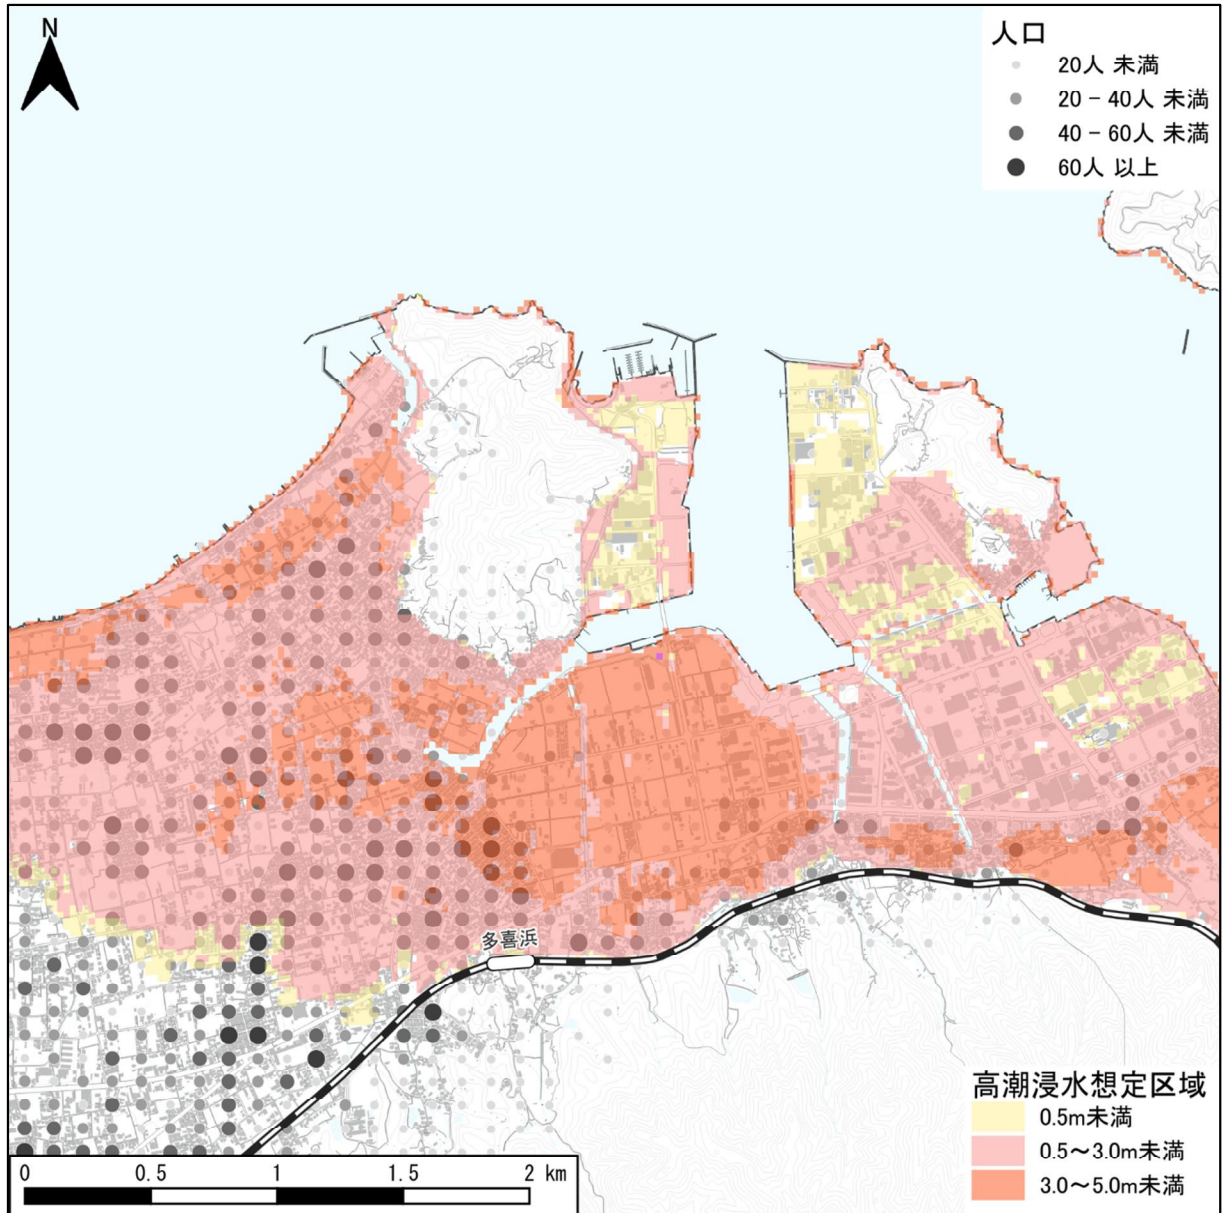 N
人口
20人 未満
20 - 40人 未満
40 - 60人 未満
60人 以上
多喜浜
高潮浸水想定区域
0.5m未満
0.5～3.0m未満
3.0～5.0m未満
0 0.5 1 1.5 2 km